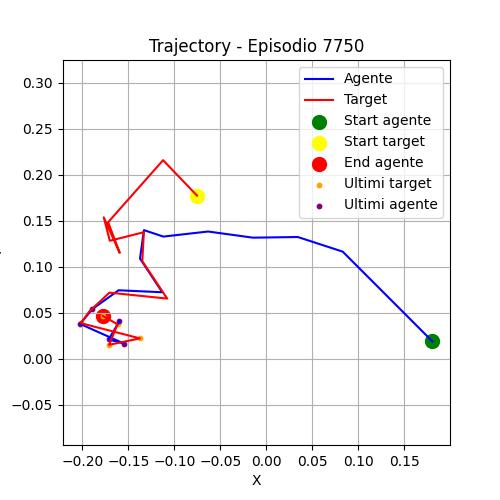 Trajectory - Episodio 7750
Agente
Target
Start agente
Start target
End agente
Ultimi target
Ultimi agente
0.30
0.25
0.20
0.15
0.10
0.05
0.00
−0.05
−0.20 −0.15 −0.10 −0.05 0.00 0.05 0.10 0.15
X